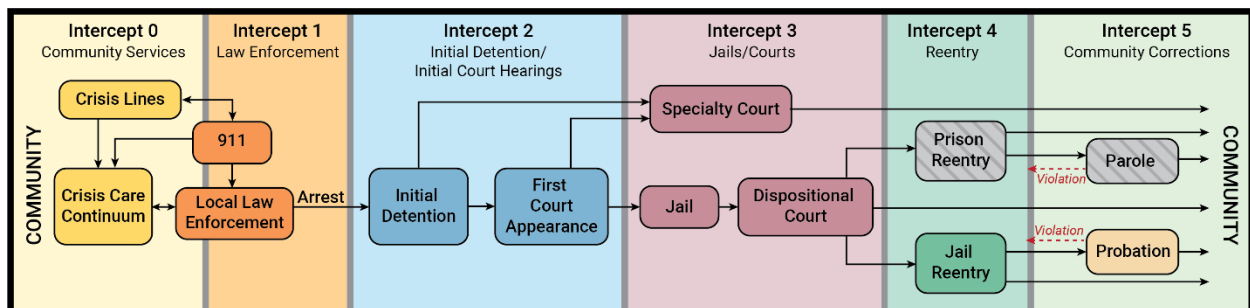 Intercept 0
Community Services
Intercept 1
Law Enforcement
Intercept 2
Initial Detention/
Initial Court Hearings
Intercept 3
Jails/Courts
Intercept 4
Reentry
Intercept 5
Community Corrections
COMMUNITY
Crisis Lines
911
Crisis Care
Continuum
Local Law
Enforcement
Arrest
Initial
Detention
First
Court
Appearance
Specialty Court
Jail
Dispositional
Court
Prison
Reentry
Violation
Parole
Jail
Reentry
Violation
Probation
COMMUNITY